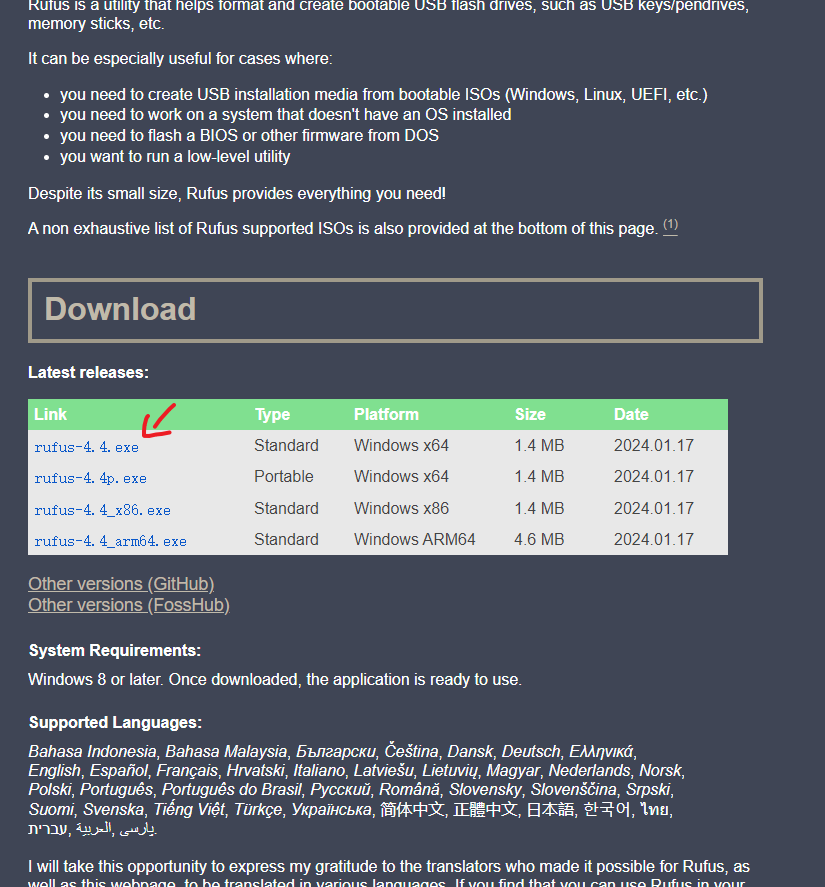 Rufus is a utility that helps format and create bootable USB flash drives, such as USB keys/pendrives,
memory sticks, etc.
It can be especially useful for cases where:
• you need to create USB installation media from bootable ISOs (Windows, Linux, UEFI, etc.)
• you need to work on a system that doesn't have an OS installed
• you need to flash a BIOS or other firmware from DOS
• you want to run a low-level utility
Despite its small size, Rufus provides everything you need!
A non exhaustive list of Rufus supported ISOs is also provided at the bottom of this page. (1)
Download
Latest releases:
Link Type Platform Size Date
rufus-4.4.exe Standard Windows x64 1.4 MB 2024.01.17
rufus-4.4p.exe Portable Windows x64 1.4 MB 2024.01.17
rufus-4.4_x86.exe Standard Windows x86 1.4 MB 2024.01.17
rufus-4.4_arm64.exe Standard Windows ARM64 4.6 MB 2024.01.17
Other versions (GitHub)
Other versions (FossHub)
System Requirements:
Windows 8 or later. Once downloaded, the application is ready to use.
Supported Languages:
Bahasa Indonesia, Bahasa Malaysia, Български, Čeština, Dansk, Deutsch, Ελληνικά,
English, Español, Français, Hrvatski, Italiano, Latviešu, Lietuvių, Magyar, Nederlands, Norsk,
Polski, Português, Português do Brasil, Русский, Română, Slovensky, Slovenščina, Srpski,
Suomi, Svenska, Tiếng Việt, Türkçe, Українська, 简体中文, 正體中文, 日本語, 한국어, ไทย,
עברית, العربية, پارسی.
I will take this opportunity to express my gratitude to the translators who made it possible for Rufus, as
well as this webpage, to be translated in various languages. If you find that you can use Rufus in your